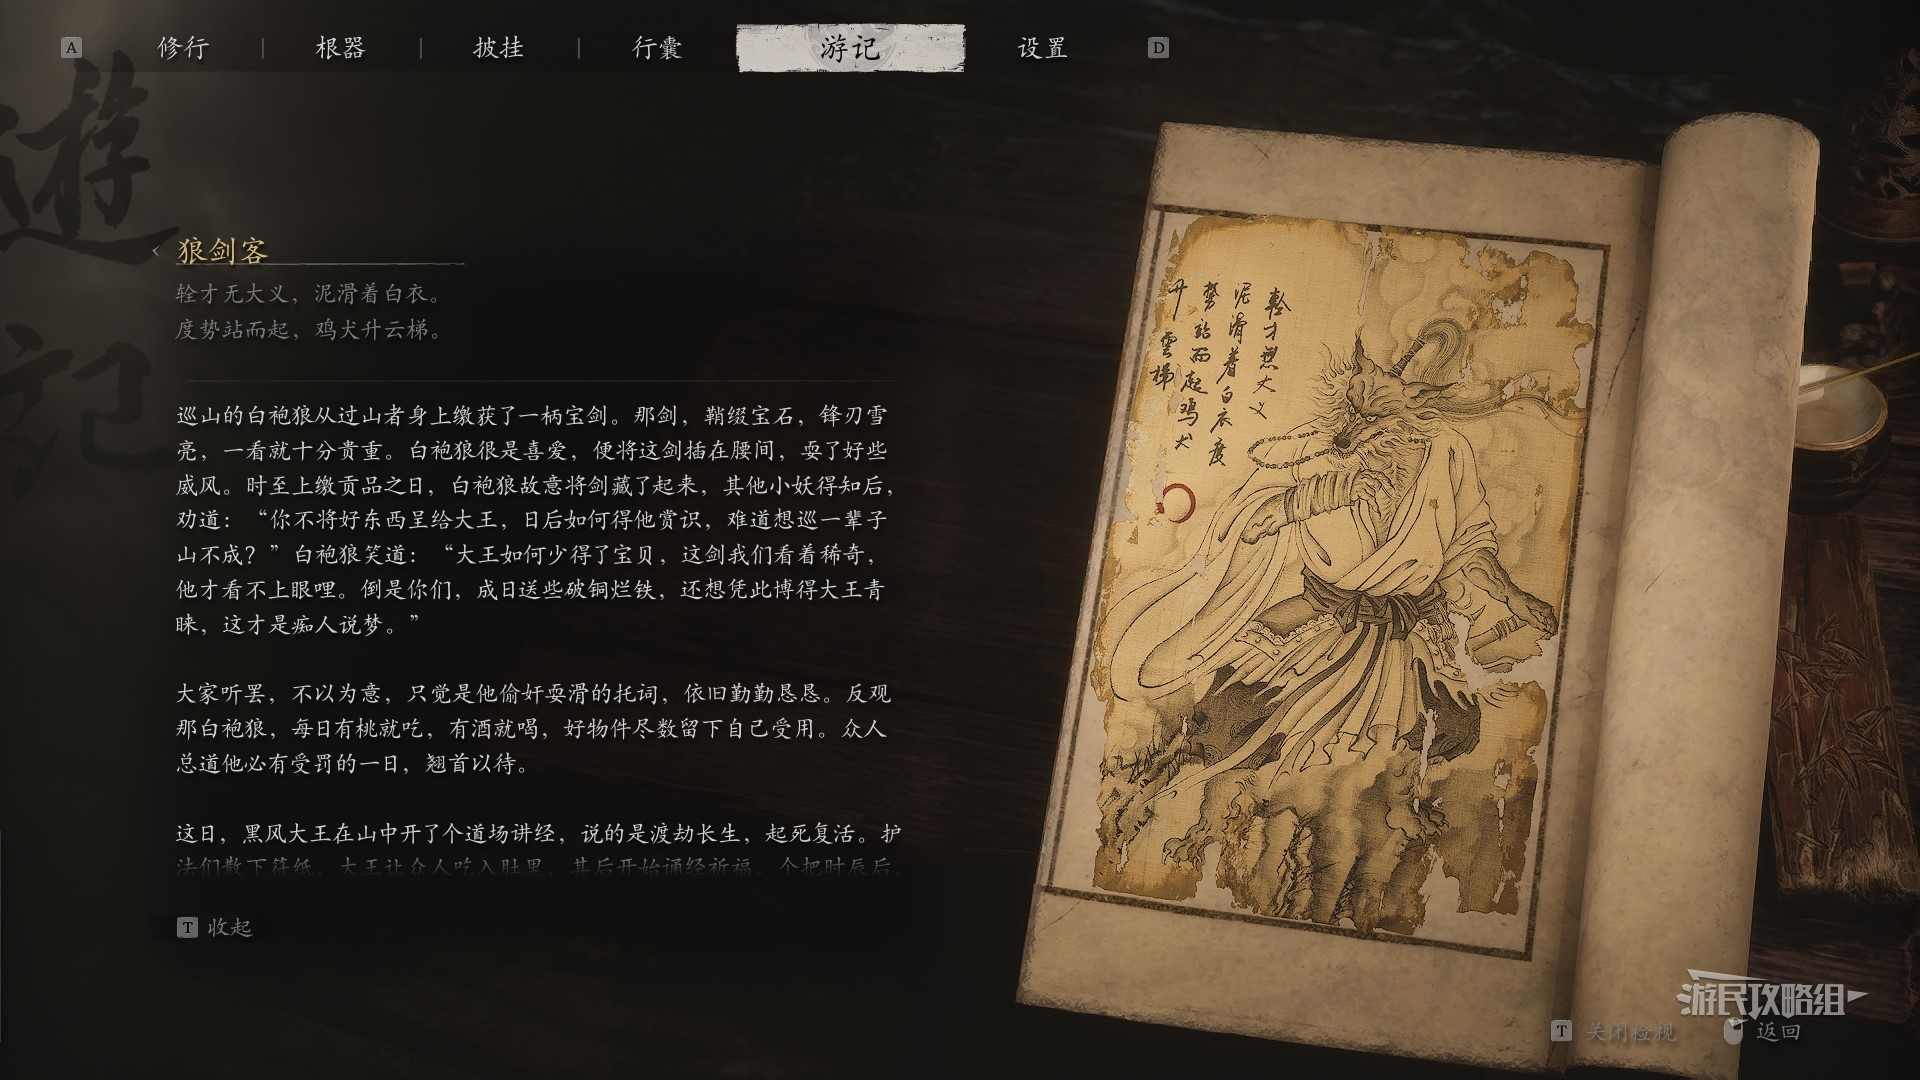 A
修行
根器
披挂
行囊
游记
设置
D
遊記
狼剑客
轻才无大义，泥滑着白衣。
度势站而起，鸡犬升云梯。
巡山的白袍狼从过山者身上缴获了一柄宝剑。那剑，鞘缀宝石，锋刃雪
亮，一看就十分贵重。白袍狼很是喜爱，便将这剑插在腰间，耍了好些
威风。时至上缴贡品之日，白袍狼故意将剑藏了起来，其他小妖得知后，
劝道：“你不将好东西呈给大王，日后如何得他赏识，难道想巡一辈子
山不成？”白袍狼笑道：“大王如何少得了宝贝，这剑我们看着稀奇，
他才看不上眼哩。倒是你们，成日送些破铜烂铁，还想凭此博得大王青
睐，这才是痴人说梦。”
大家听罢，不以为意，只觉是他偷奸耍滑的托词，依旧勤勤恳恳。反观
那白袍狼，每日有桃就吃，有酒就喝，好物件尽数留下自己受用。众人
总道他必有受罚的一日，翘首以待。
这日，黑风大王在山中开了个道场讲经，说的是渡劫长生，起死复活。护
法们散下符纸，大王让众人吃入肚里，其后开始诵经祈福。个把时辰后，
T 收起
輇才無大义
泥滑着白衣度
势站而起鸡犬
升雲梯
游民攻略组
T 关闭检视
返回